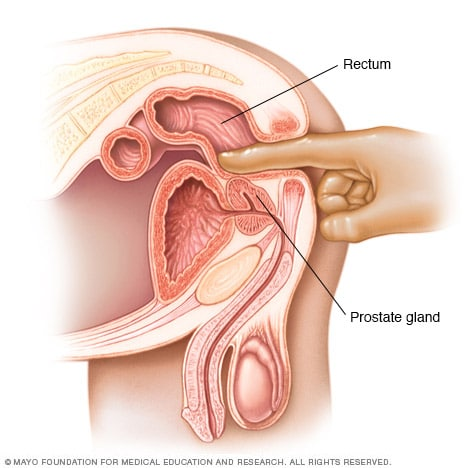 Rectum
Prostate gland
© MAYO FOUNDATION FOR MEDICAL EDUCATION AND RESEARCH. ALL RIGHTS RESERVED.